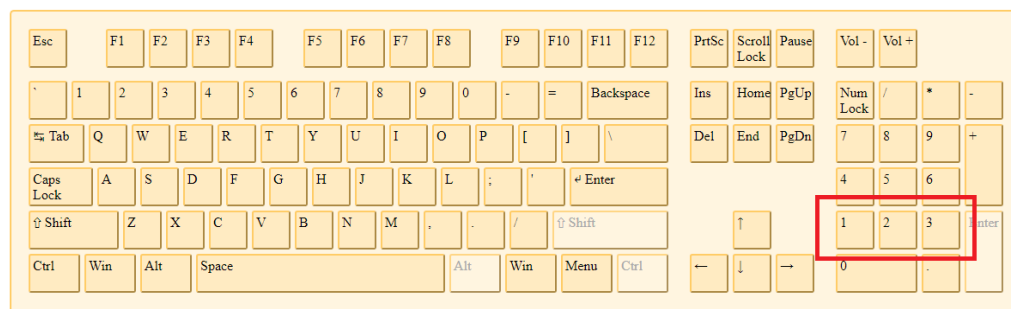 Esc F1 F2 F3 F4 F5 F6 F7 F8 F9 F10 F11 F12 PrtSc Scroll Lock Pause Vol - Vol +
` 1 2 3 4 5 6 7 8 9 0 - = Backspace Ins Home PgUp Num Lock / * -
↹ Tab Q W E R T Y U I O P [ ] \ Del End PgDn 7 8 9 +
Caps Lock A S D F G H J K L ; ' ↵ Enter 4 5 6
⇧ Shift Z X C V B N M , . / ⇧ Shift ↑ 1 2 3 Enter
Ctrl Win Alt Space Alt Win Menu Ctrl ← ↓ → 0 .